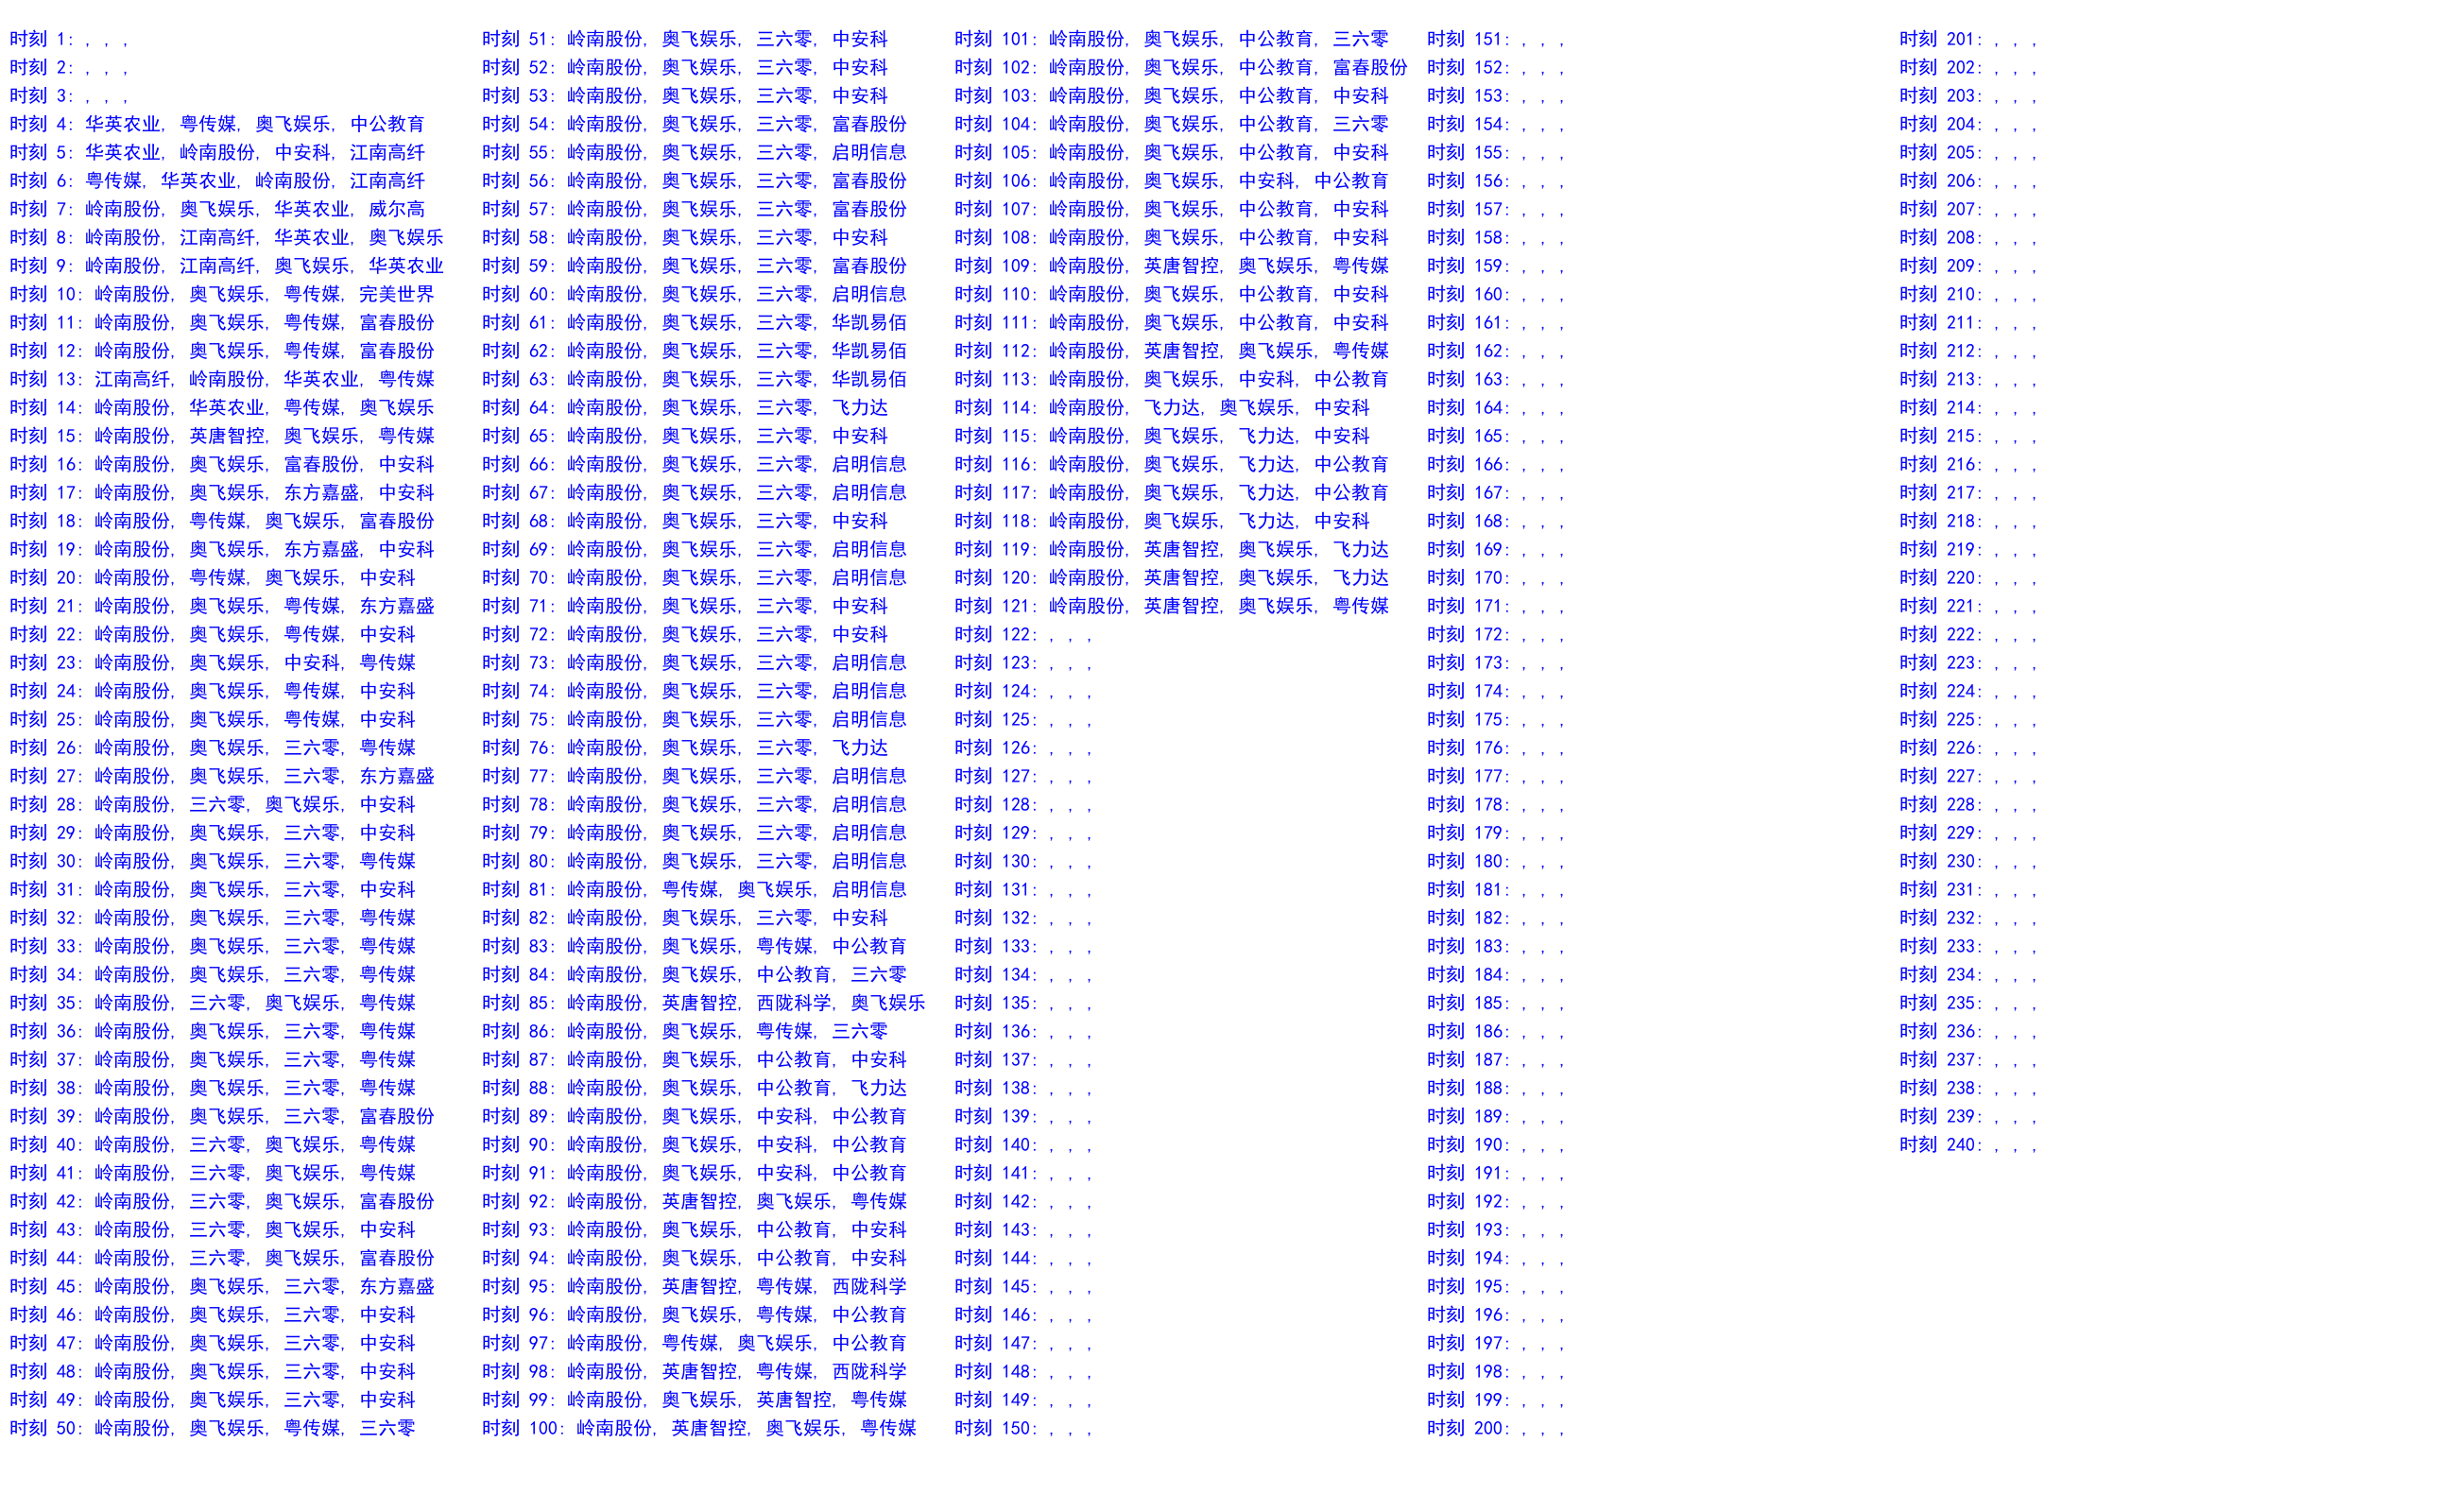 时刻 1: , , ,
时刻 2: , , ,
时刻 3: , , ,
时刻 4: 华英农业, 粤传媒, 奥飞娱乐, 中公教育
时刻 5: 华英农业, 岭南股份, 中安科, 江南高纤
时刻 6: 粤传媒, 华英农业, 岭南股份, 江南高纤
时刻 7: 岭南股份, 奥飞娱乐, 华英农业, 威尔高
时刻 8: 岭南股份, 江南高纤, 华英农业, 奥飞娱乐
时刻 9: 岭南股份, 江南高纤, 奥飞娱乐, 华英农业
时刻 10: 岭南股份, 奥飞娱乐, 粤传媒, 完美世界
时刻 11: 岭南股份, 奥飞娱乐, 粤传媒, 富春股份
时刻 12: 岭南股份, 奥飞娱乐, 粤传媒, 富春股份
时刻 13: 江南高纤, 岭南股份, 华英农业, 粤传媒
时刻 14: 岭南股份, 华英农业, 粤传媒, 奥飞娱乐
时刻 15: 岭南股份, 英唐智控, 奥飞娱乐, 粤传媒
时刻 16: 岭南股份, 奥飞娱乐, 富春股份, 中安科
时刻 17: 岭南股份, 奥飞娱乐, 东方嘉盛, 中安科
时刻 18: 岭南股份, 粤传媒, 奥飞娱乐, 富春股份
时刻 19: 岭南股份, 奥飞娱乐, 东方嘉盛, 中安科
时刻 20: 岭南股份, 粤传媒, 奥飞娱乐, 中安科
时刻 21: 岭南股份, 奥飞娱乐, 粤传媒, 东方嘉盛
时刻 22: 岭南股份, 奥飞娱乐, 粤传媒, 中安科
时刻 23: 岭南股份, 奥飞娱乐, 中安科, 粤传媒
时刻 24: 岭南股份, 奥飞娱乐, 粤传媒, 中安科
时刻 25: 岭南股份, 奥飞娱乐, 粤传媒, 中安科
时刻 26: 岭南股份, 奥飞娱乐, 三六零, 粤传媒
时刻 27: 岭南股份, 奥飞娱乐, 三六零, 东方嘉盛
时刻 28: 岭南股份, 三六零, 奥飞娱乐, 中安科
时刻 29: 岭南股份, 奥飞娱乐, 三六零, 中安科
时刻 30: 岭南股份, 奥飞娱乐, 三六零, 粤传媒
时刻 31: 岭南股份, 奥飞娱乐, 三六零, 中安科
时刻 32: 岭南股份, 奥飞娱乐, 三六零, 粤传媒
时刻 33: 岭南股份, 奥飞娱乐, 三六零, 粤传媒
时刻 34: 岭南股份, 奥飞娱乐, 三六零, 粤传媒
时刻 35: 岭南股份, 三六零, 奥飞娱乐, 粤传媒
时刻 36: 岭南股份, 奥飞娱乐, 三六零, 粤传媒
时刻 37: 岭南股份, 奥飞娱乐, 三六零, 粤传媒
时刻 38: 岭南股份, 奥飞娱乐, 三六零, 粤传媒
时刻 39: 岭南股份, 奥飞娱乐, 三六零, 富春股份
时刻 40: 岭南股份, 三六零, 奥飞娱乐, 粤传媒
时刻 41: 岭南股份, 三六零, 奥飞娱乐, 粤传媒
时刻 42: 岭南股份, 三六零, 奥飞娱乐, 富春股份
时刻 43: 岭南股份, 三六零, 奥飞娱乐, 中安科
时刻 44: 岭南股份, 三六零, 奥飞娱乐, 富春股份
时刻 45: 岭南股份, 奥飞娱乐, 三六零, 东方嘉盛
时刻 46: 岭南股份, 奥飞娱乐, 三六零, 中安科
时刻 47: 岭南股份, 奥飞娱乐, 三六零, 中安科
时刻 48: 岭南股份, 奥飞娱乐, 三六零, 中安科
时刻 49: 岭南股份, 奥飞娱乐, 三六零, 中安科
时刻 50: 岭南股份, 奥飞娱乐, 粤传媒, 三六零
时刻 51: 岭南股份, 奥飞娱乐, 三六零, 中安科
时刻 52: 岭南股份, 奥飞娱乐, 三六零, 中安科
时刻 53: 岭南股份, 奥飞娱乐, 三六零, 中安科
时刻 54: 岭南股份, 奥飞娱乐, 三六零, 富春股份
时刻 55: 岭南股份, 奥飞娱乐, 三六零, 启明信息
时刻 56: 岭南股份, 奥飞娱乐, 三六零, 富春股份
时刻 57: 岭南股份, 奥飞娱乐, 三六零, 富春股份
时刻 58: 岭南股份, 奥飞娱乐, 三六零, 中安科
时刻 59: 岭南股份, 奥飞娱乐, 三六零, 富春股份
时刻 60: 岭南股份, 奥飞娱乐, 三六零, 启明信息
时刻 61: 岭南股份, 奥飞娱乐, 三六零, 华凯易佰
时刻 62: 岭南股份, 奥飞娱乐, 三六零, 华凯易佰
时刻 63: 岭南股份, 奥飞娱乐, 三六零, 华凯易佰
时刻 64: 岭南股份, 奥飞娱乐, 三六零, 飞力达
时刻 65: 岭南股份, 奥飞娱乐, 三六零, 中安科
时刻 66: 岭南股份, 奥飞娱乐, 三六零, 启明信息
时刻 67: 岭南股份, 奥飞娱乐, 三六零, 启明信息
时刻 68: 岭南股份, 奥飞娱乐, 三六零, 中安科
时刻 69: 岭南股份, 奥飞娱乐, 三六零, 启明信息
时刻 70: 岭南股份, 奥飞娱乐, 三六零, 启明信息
时刻 71: 岭南股份, 奥飞娱乐, 三六零, 中安科
时刻 72: 岭南股份, 奥飞娱乐, 三六零, 中安科
时刻 73: 岭南股份, 奥飞娱乐, 三六零, 启明信息
时刻 74: 岭南股份, 奥飞娱乐, 三六零, 启明信息
时刻 75: 岭南股份, 奥飞娱乐, 三六零, 启明信息
时刻 76: 岭南股份, 奥飞娱乐, 三六零, 飞力达
时刻 77: 岭南股份, 奥飞娱乐, 三六零, 启明信息
时刻 78: 岭南股份, 奥飞娱乐, 三六零, 启明信息
时刻 79: 岭南股份, 奥飞娱乐, 三六零, 启明信息
时刻 80: 岭南股份, 奥飞娱乐, 三六零, 启明信息
时刻 81: 岭南股份, 粤传媒, 奥飞娱乐, 启明信息
时刻 82: 岭南股份, 奥飞娱乐, 三六零, 中安科
时刻 83: 岭南股份, 奥飞娱乐, 粤传媒, 中公教育
时刻 84: 岭南股份, 奥飞娱乐, 中公教育, 三六零
时刻 85: 岭南股份, 英唐智控, 西陇科学, 奥飞娱乐
时刻 86: 岭南股份, 奥飞娱乐, 粤传媒, 三六零
时刻 87: 岭南股份, 奥飞娱乐, 中公教育, 中安科
时刻 88: 岭南股份, 奥飞娱乐, 中公教育, 飞力达
时刻 89: 岭南股份, 奥飞娱乐, 中安科, 中公教育
时刻 90: 岭南股份, 奥飞娱乐, 中安科, 中公教育
时刻 91: 岭南股份, 奥飞娱乐, 中安科, 中公教育
时刻 92: 岭南股份, 英唐智控, 奥飞娱乐, 粤传媒
时刻 93: 岭南股份, 奥飞娱乐, 中公教育, 中安科
时刻 94: 岭南股份, 奥飞娱乐, 中公教育, 中安科
时刻 95: 岭南股份, 英唐智控, 粤传媒, 西陇科学
时刻 96: 岭南股份, 奥飞娱乐, 粤传媒, 中公教育
时刻 97: 岭南股份, 粤传媒, 奥飞娱乐, 中公教育
时刻 98: 岭南股份, 英唐智控, 粤传媒, 西陇科学
时刻 99: 岭南股份, 奥飞娱乐, 英唐智控, 粤传媒
时刻 100: 岭南股份, 英唐智控, 奥飞娱乐, 粤传媒
时刻 101: 岭南股份, 奥飞娱乐, 中公教育, 三六零
时刻 102: 岭南股份, 奥飞娱乐, 中公教育, 富春股份
时刻 103: 岭南股份, 奥飞娱乐, 中公教育, 中安科
时刻 104: 岭南股份, 奥飞娱乐, 中公教育, 三六零
时刻 105: 岭南股份, 奥飞娱乐, 中公教育, 中安科
时刻 106: 岭南股份, 奥飞娱乐, 中安科, 中公教育
时刻 107: 岭南股份, 奥飞娱乐, 中公教育, 中安科
时刻 108: 岭南股份, 奥飞娱乐, 中公教育, 中安科
时刻 109: 岭南股份, 英唐智控, 奥飞娱乐, 粤传媒
时刻 110: 岭南股份, 奥飞娱乐, 中公教育, 中安科
时刻 111: 岭南股份, 奥飞娱乐, 中公教育, 中安科
时刻 112: 岭南股份, 英唐智控, 奥飞娱乐, 粤传媒
时刻 113: 岭南股份, 奥飞娱乐, 中安科, 中公教育
时刻 114: 岭南股份, 飞力达, 奥飞娱乐, 中安科
时刻 115: 岭南股份, 奥飞娱乐, 飞力达, 中安科
时刻 116: 岭南股份, 奥飞娱乐, 飞力达, 中公教育
时刻 117: 岭南股份, 奥飞娱乐, 飞力达, 中公教育
时刻 118: 岭南股份, 奥飞娱乐, 飞力达, 中安科
时刻 119: 岭南股份, 英唐智控, 奥飞娱乐, 飞力达
时刻 120: 岭南股份, 英唐智控, 奥飞娱乐, 飞力达
时刻 121: 岭南股份, 英唐智控, 奥飞娱乐, 粤传媒
时刻 122: , , ,
时刻 123: , , ,
时刻 124: , , ,
时刻 125: , , ,
时刻 126: , , ,
时刻 127: , , ,
时刻 128: , , ,
时刻 129: , , ,
时刻 130: , , ,
时刻 131: , , ,
时刻 132: , , ,
时刻 133: , , ,
时刻 134: , , ,
时刻 135: , , ,
时刻 136: , , ,
时刻 137: , , ,
时刻 138: , , ,
时刻 139: , , ,
时刻 140: , , ,
时刻 141: , , ,
时刻 142: , , ,
时刻 143: , , ,
时刻 144: , , ,
时刻 145: , , ,
时刻 146: , , ,
时刻 147: , , ,
时刻 148: , , ,
时刻 149: , , ,
时刻 150: , , ,
时刻 151: , , ,
时刻 152: , , ,
时刻 153: , , ,
时刻 154: , , ,
时刻 155: , , ,
时刻 156: , , ,
时刻 157: , , ,
时刻 158: , , ,
时刻 159: , , ,
时刻 160: , , ,
时刻 161: , , ,
时刻 162: , , ,
时刻 163: , , ,
时刻 164: , , ,
时刻 165: , , ,
时刻 166: , , ,
时刻 167: , , ,
时刻 168: , , ,
时刻 169: , , ,
时刻 170: , , ,
时刻 171: , , ,
时刻 172: , , ,
时刻 173: , , ,
时刻 174: , , ,
时刻 175: , , ,
时刻 176: , , ,
时刻 177: , , ,
时刻 178: , , ,
时刻 179: , , ,
时刻 180: , , ,
时刻 181: , , ,
时刻 182: , , ,
时刻 183: , , ,
时刻 184: , , ,
时刻 185: , , ,
时刻 186: , , ,
时刻 187: , , ,
时刻 188: , , ,
时刻 189: , , ,
时刻 190: , , ,
时刻 191: , , ,
时刻 192: , , ,
时刻 193: , , ,
时刻 194: , , ,
时刻 195: , , ,
时刻 196: , , ,
时刻 197: , , ,
时刻 198: , , ,
时刻 199: , , ,
时刻 200: , , ,
时刻 201: , , ,
时刻 202: , , ,
时刻 203: , , ,
时刻 204: , , ,
时刻 205: , , ,
时刻 206: , , ,
时刻 207: , , ,
时刻 208: , , ,
时刻 209: , , ,
时刻 210: , , ,
时刻 211: , , ,
时刻 212: , , ,
时刻 213: , , ,
时刻 214: , , ,
时刻 215: , , ,
时刻 216: , , ,
时刻 217: , , ,
时刻 218: , , ,
时刻 219: , , ,
时刻 220: , , ,
时刻 221: , , ,
时刻 222: , , ,
时刻 223: , , ,
时刻 224: , , ,
时刻 225: , , ,
时刻 226: , , ,
时刻 227: , , ,
时刻 228: , , ,
时刻 229: , , ,
时刻 230: , , ,
时刻 231: , , ,
时刻 232: , , ,
时刻 233: , , ,
时刻 234: , , ,
时刻 235: , , ,
时刻 236: , , ,
时刻 237: , , ,
时刻 238: , , ,
时刻 239: , , ,
时刻 240: , , ,